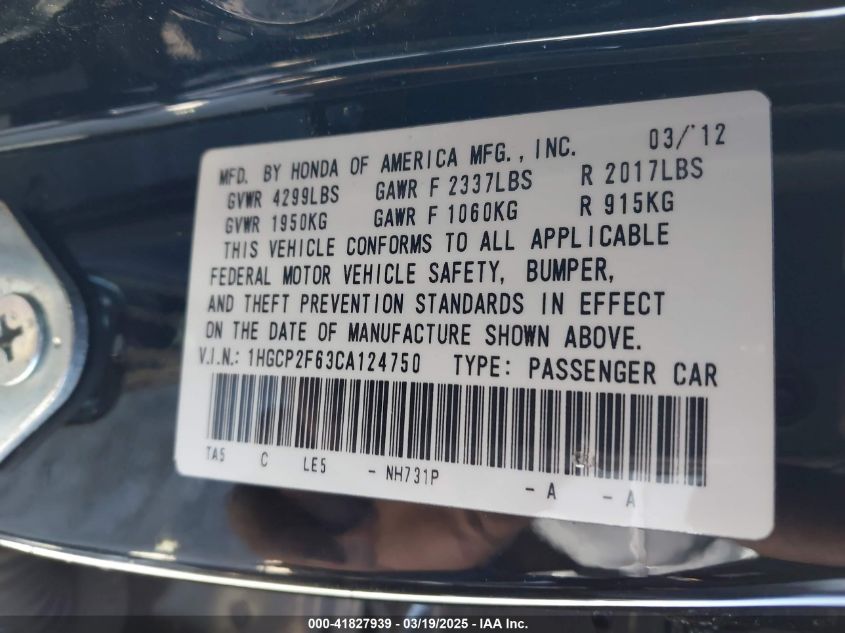 MFD. BY HONDA OF AMERICA MFG., INC. 03/12
GVWR 4299LBS GAWR F 2337LBS R 2017LBS
GVWR 1950KG GAWR F 1060KG R 915KG
THIS VEHICLE CONFORMS TO ALL APPLICABLE
FEDERAL MOTOR VEHICLE SAFETY, BUMPER,
AND THEFT PREVENTION STANDARDS IN EFFECT
ON THE DATE OF MANUFACTURE SHOWN ABOVE.
V.I.N.: 1HGCP2F63CA124750 TYPE: PASSENGER CAR
TA5 C LE5 - NH731P - A - A
000-41827939 - 03/19/2025 - IAA Inc.